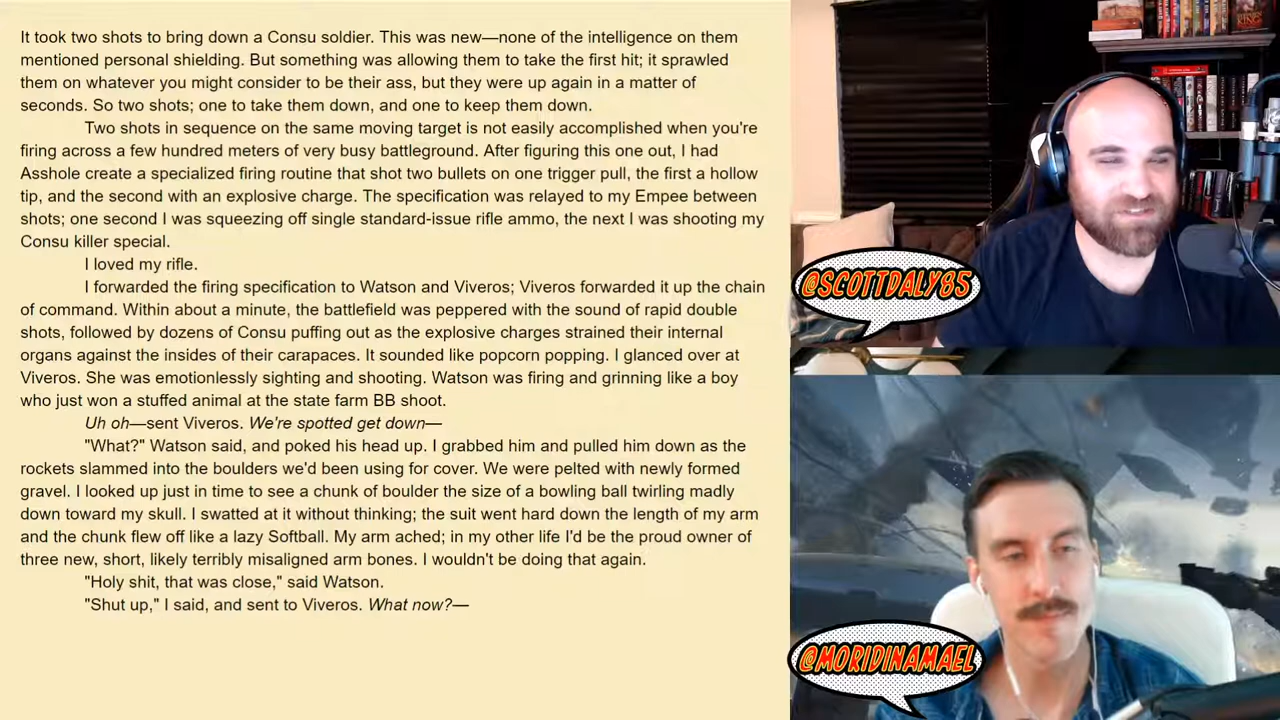 It took two shots to bring down a Consu soldier. This was new—none of the intelligence on them
mentioned personal shielding. But something was allowing them to take the first hit; it sprawled
them on whatever you might consider to be their ass, but they were up again in a matter of
seconds. So two shots; one to take them down, and one to keep them down.
Two shots in sequence on the same moving target is not easily accomplished when you're
firing across a few hundred meters of very busy battleground. After figuring this one out, I had
Asshole create a specialized firing routine that shot two bullets on one trigger pull, the first a hollow
tip, and the second with an explosive charge. The specification was relayed to my Empee between
shots; one second I was squeezing off single standard-issue rifle ammo, the next I was shooting my
Consu killer special.
I loved my rifle.
I forwarded the firing specification to Watson and Viveros; Viveros forwarded it up the chain
of command. Within about a minute, the battlefield was peppered with the sound of rapid double
shots, followed by dozens of Consu puffing out as the explosive charges strained their internal
organs against the insides of their carapaces. It sounded like popcorn popping. I glanced over at
Viveros. She was emotionlessly sighting and shooting. Watson was firing and grinning like a boy
who just won a stuffed animal at the state farm BB shoot.
Uh oh—sent Viveros. We're spotted get down—
"What?" Watson said, and poked his head up. I grabbed him and pulled him down as the
rockets slammed into the boulders we'd been using for cover. We were pelted with newly formed
gravel. I looked up just in time to see a chunk of boulder the size of a bowling ball twirling madly
down toward my skull. I swatted at it without thinking; the suit went hard down the length of my arm
and the chunk flew off like a lazy Softball. My arm ached; in my other life I'd be the proud owner of
three new, short, likely terribly misaligned arm bones. I wouldn't be doing that again.
"Holy shit, that was close," said Watson.
"Shut up," I said, and sent to Viveros. What now?—
@SCOTTDALY85
@MORIDINAMAEL